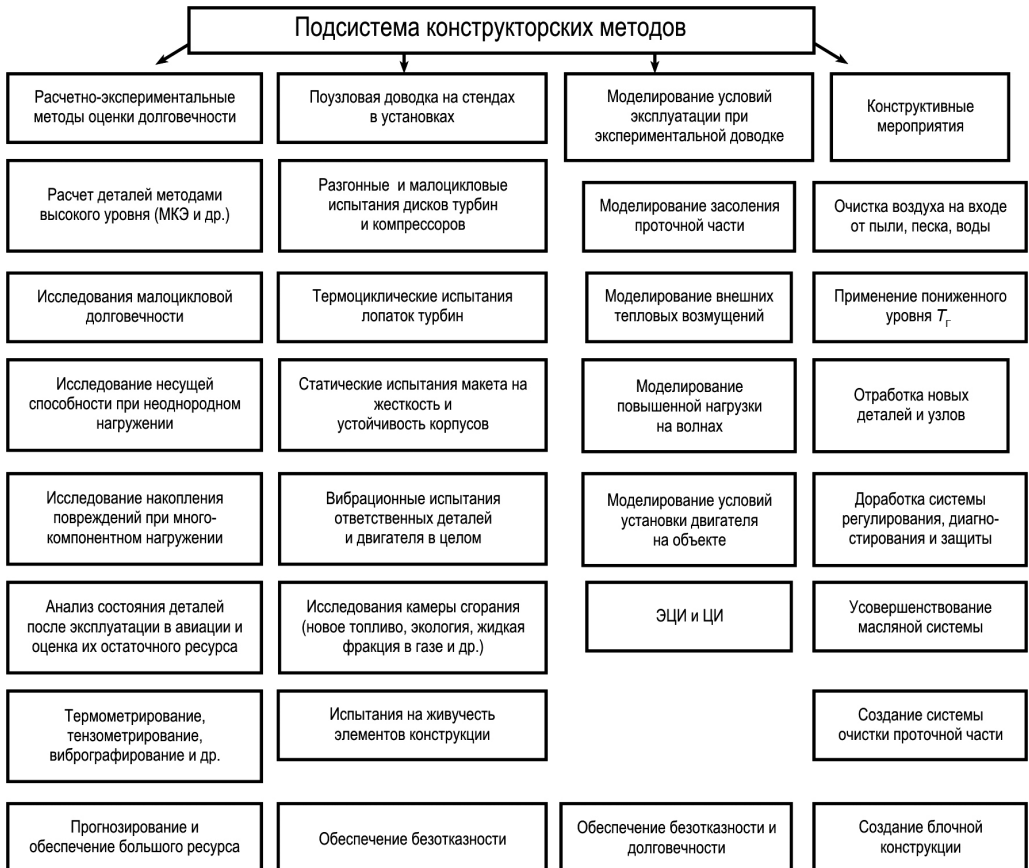 Подсистема конструкторских методов
Расчетно-экспериментальные
методы оценки долговечности
Расчет деталей методами
высокого уровня (МКЭ и др.)
Исследования малоцикловой
долговечности
Исследование несущей
способности при неоднородном
нагружении
Исследование накопления
повреждений при много-
компонентном нагружении
Анализ состояния деталей
после эксплуатации в авиации и
оценка их остаточного ресурса
Термометрирование,
тензометрирование,
вибрографирование и др.
Прогнозирование и
обеспечение большого ресурса
Поузловая доводка на стендах
в установках
Разгонные и малоцикловые
испытания дисков турбин
и компрессоров
Термоциклические испытания
лопаток турбин
Статические испытания макета на
жесткость и
устойчивость корпусов
Вибрационные испытания
ответственных деталей
и двигателя в целом
Исследования камеры сгорания
(новое топливо, экология, жидкая
фракция в газе и др.)
Испытания на живучесть
элементов конструкции
Обеспечение безотказности
Моделирование условий
эксплуатации при
экспериментальной доводке
Моделирование засоления
проточной части
Моделирование внешних
тепловых возмущений
Моделирование
повышенной нагрузки
на волнах
Моделирование условий
установки двигателя
на объекте
ЭЦИ и ЦИ
Обеспечение безотказности и
долговечности
Конструктивные
мероприятия
Очистка воздуха на входе
от пыли, песка, воды
Применение пониженного
уровня Tг
Отработка новых
деталей и узлов
Доработка системы
регулирования, диагно-
стирования и защиты
Усовершенствование
масляной системы
Создание системы
очистки проточной части
Создание блочной
конструкции